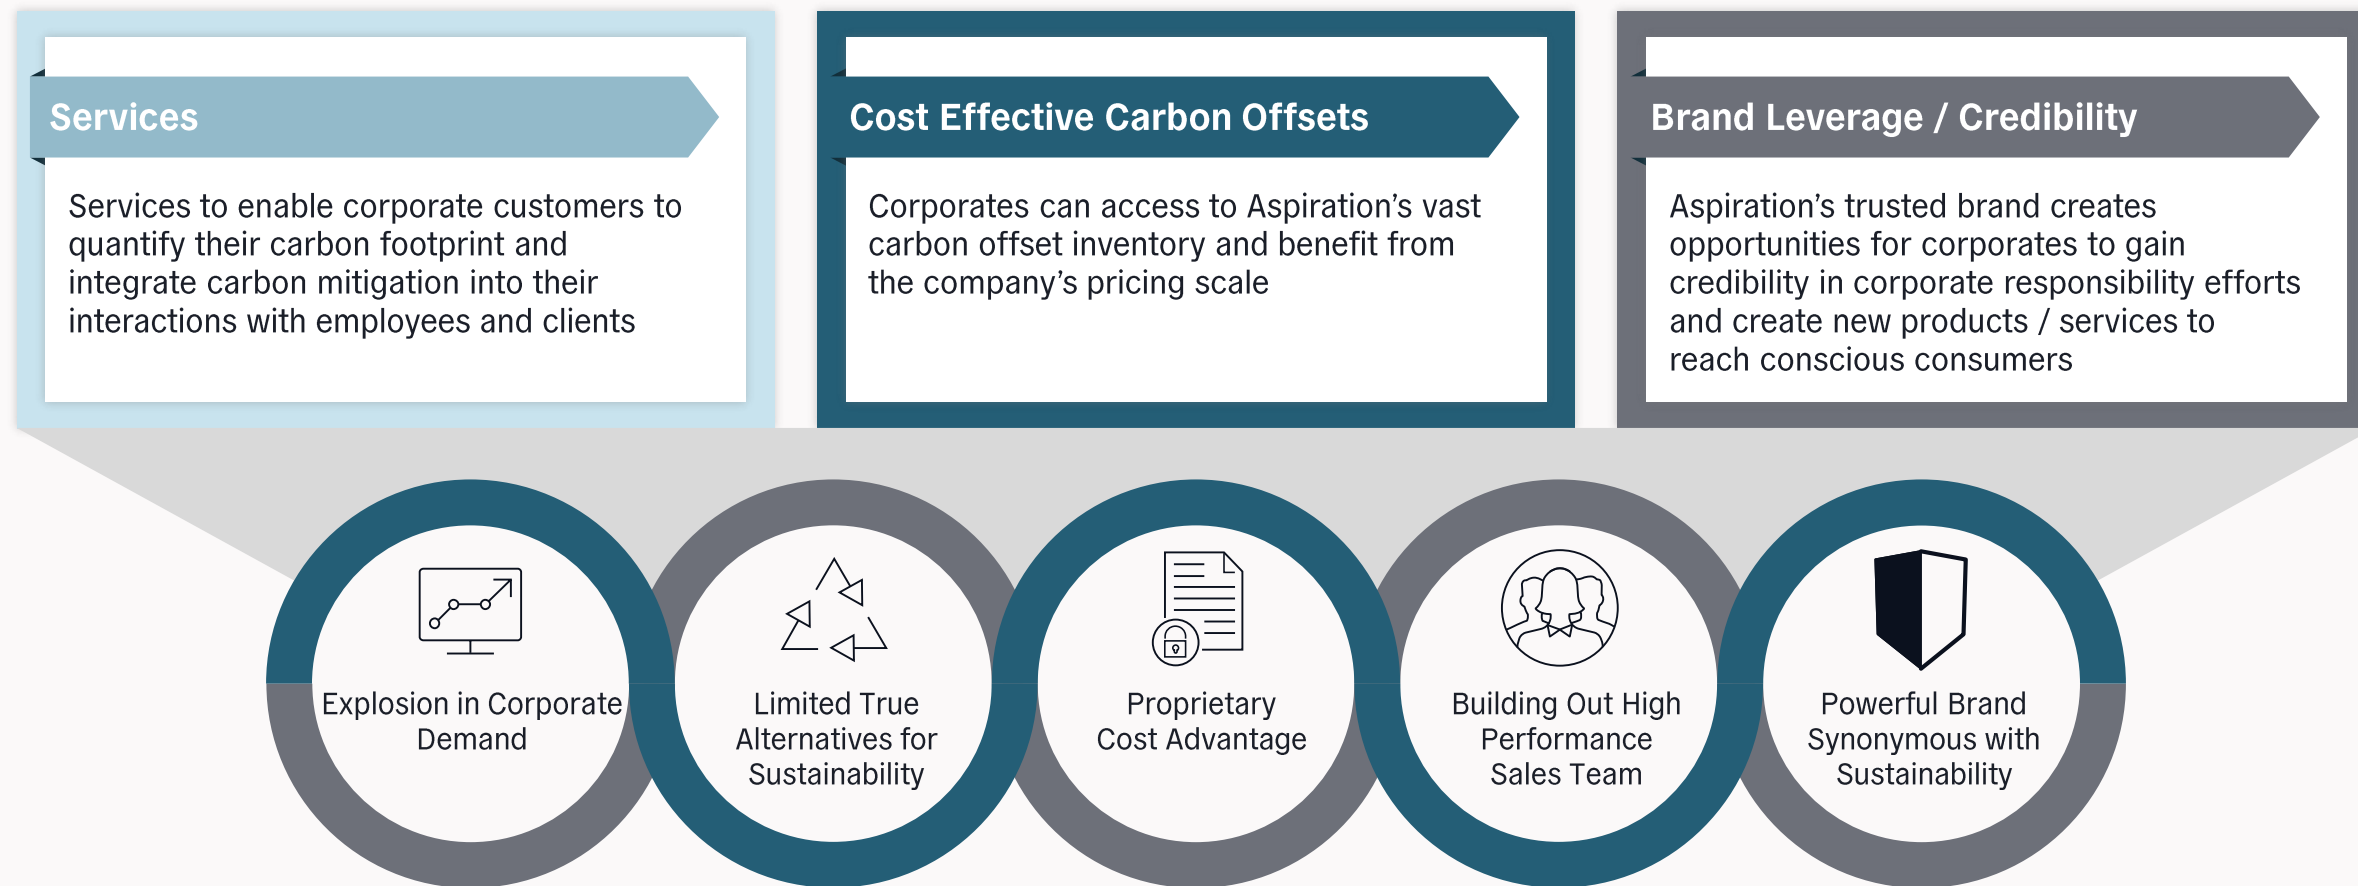 Services
Services to enable corporate customers to
quantify their carbon footprint and
integrate carbon mitigation into their
interactions with employees and clients
Cost Effective Carbon Offsets
Corporates can access to Aspiration’s vast
carbon offset inventory and benefit from
the company’s pricing scale
Brand Leverage / Credibility
Aspiration’s trusted brand creates
opportunities for corporates to gain
credibility in corporate responsibility efforts
and create new products / services to
reach conscious consumers
Explosion in Corporate
Demand
Limited True
Alternatives for
Sustainability
Proprietary
Cost Advantage
Building Out High
Performance
Sales Team
Powerful Brand
Synonymous with
Sustainability